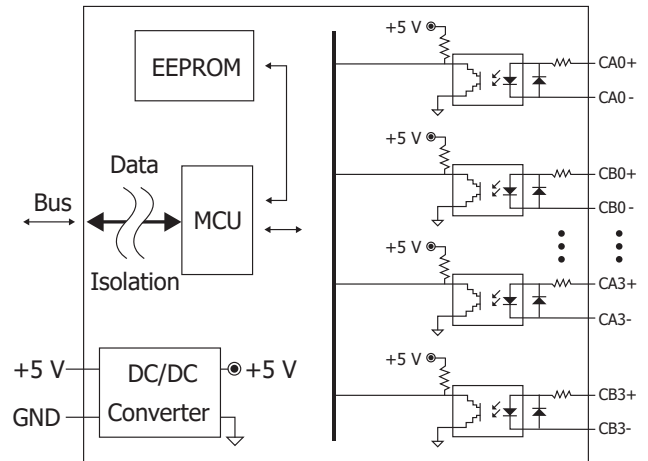 EEPROM
Data
Bus
MCU
Isolation
+5 V
DC/DC
+5 V
GND
Converter
+5 V
CA0+
CA0-
+5 V
CB0+
CB0-
+5 V
CA3+
CA3-
+5 V
CB3+
CB3-